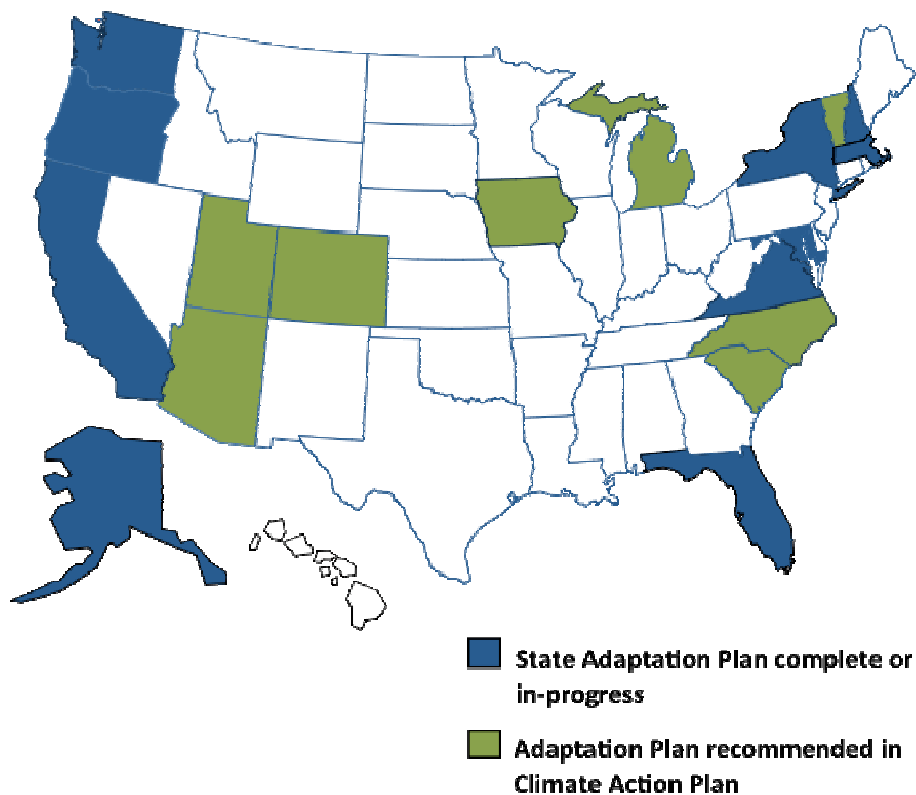 State Adaptation Plan complete or
in-progress
Adaptation Plan recommended in
Climate Action Plan